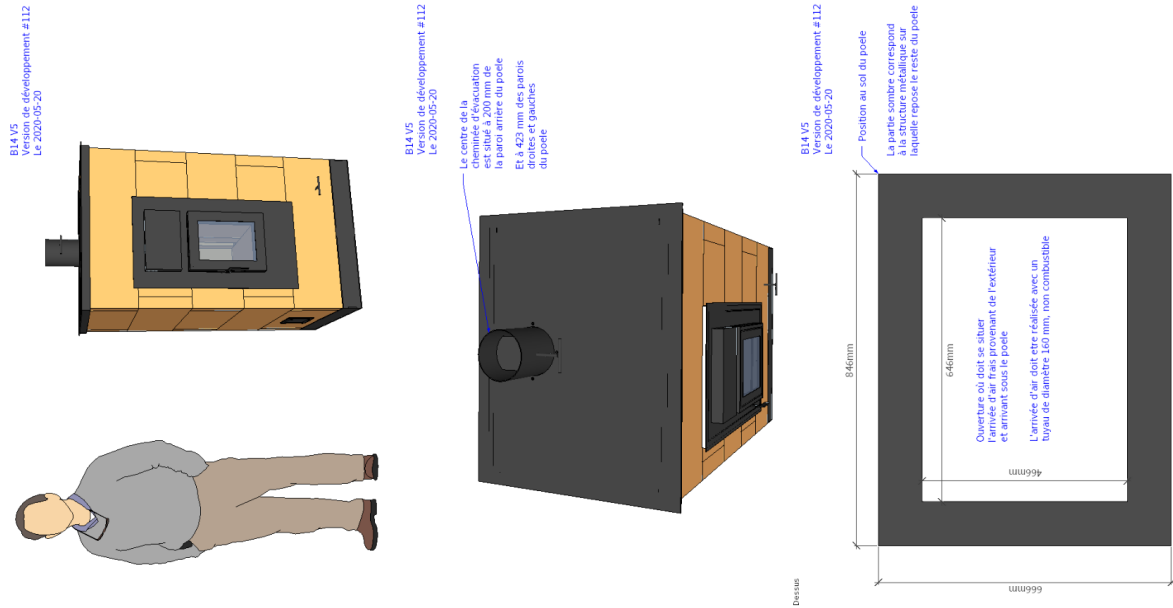 B14 V5
Version de développement #112
Le 2020-05-20
B14 V5
Version de développement #112
Le 2020-05-20
Le centre de la
cheminée d'évacuation
est situé à 200 mm de
la paroi arrière du poele
Et à 423 mm des parois
droites et gauches
du poele
B14 V5
Version de développement #112
Le 2020-05-20
Position au sol du poele
La partie sombre correspond
à la structure métallique sur
laquelle repose le reste du poele
846mm
646mm
Ouverture où doit se situer
l'arrivée d'air frais provenant de l'extérieur
et arrivant sous le poele
L'arrivée d'air doit etre réalisée avec un
tuyau de diamètre 160 mm, non combustible
466mm
666mm
Dessus